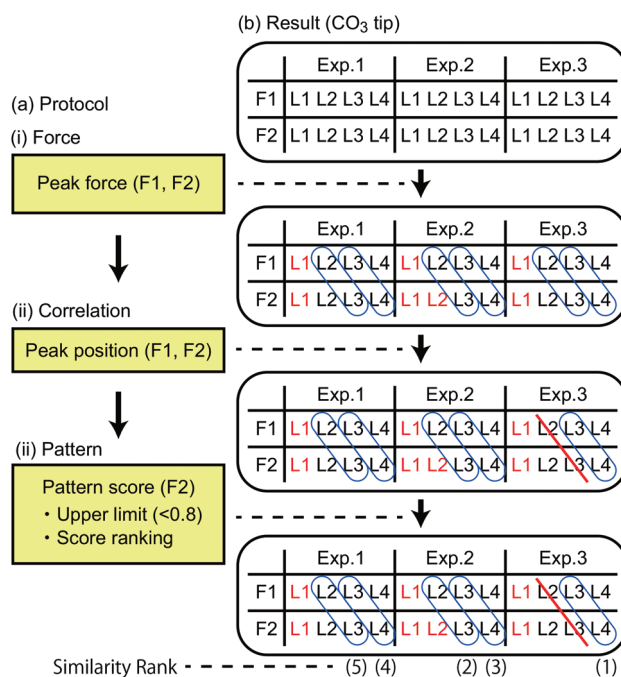 (b) Result (CO3 tip)
Exp.1 Exp.2 Exp.3
F1 L1 L2 L3 L4 L1 L2 L3 L4 L1 L2 L3 L4
F2 L1 L2 L3 L4 L1 L2 L3 L4 L1 L2 L3 L4
(a) Protocol
(i) Force
Peak force (F1, F2)
Exp.1 Exp.2 Exp.3
F1 L1 L2 L3 L4 L1 L2 L3 L4 L1 L2 L3 L4
F2 L1 L2 L3 L4 L1 L2 L3 L4 L1 L2 L3 L4
(ii) Correlation
Peak position (F1, F2)
Exp.1 Exp.2 Exp.3
F1 L1 L2 L3 L4 L1 L2 L3 L4 L1 L2 L3 L4
F2 L1 L2 L3 L4 L1 L2 L3 L4 L1 L2 L3 L4
(ii) Pattern
Pattern score (F2)
・Upper limit (<0.8)
・Score ranking
Exp.1 Exp.2 Exp.3
F1 L1 L2 L3 L4 L1 L2 L3 L4 L1 L2 L3 L4
F2 L1 L2 L3 L4 L1 L2 L3 L4 L1 L2 L3 L4
Similarity Rank (5) (4) (2) (3) (1)